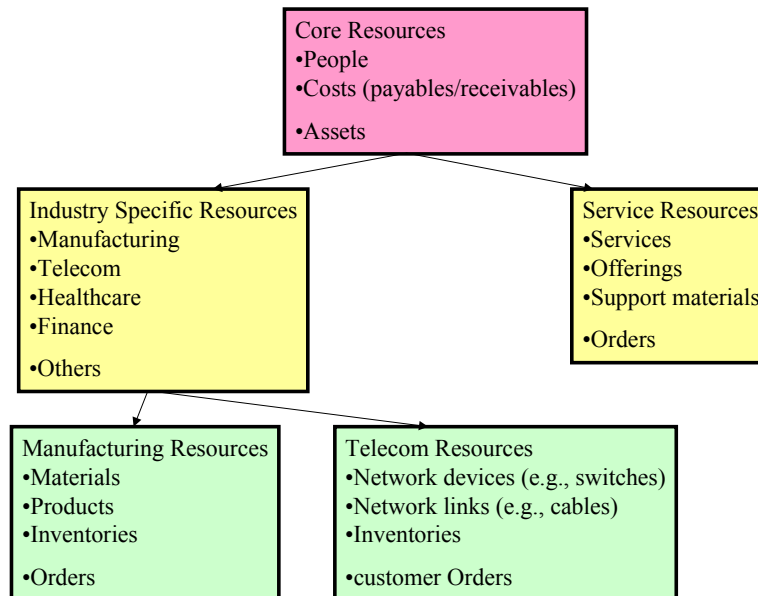 Core Resources
•People
•Costs (payables/receivables)
•Assets
Industry Specific Resources
•Manufacturing
•Telecom
•Healthcare
•Finance
•Others
Service Resources
•Services
•Offerings
•Support materials
•Orders
Manufacturing Resources
•Materials
•Products
•Inventories
•Orders
Telecom Resources
•Network devices (e.g., switches)
•Network links (e.g., cables)
•Inventories
•customer Orders